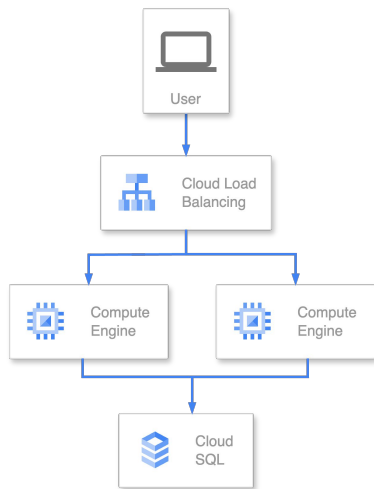 User
Cloud Load
Balancing
Compute
Engine
Compute
Engine
Cloud
SQL